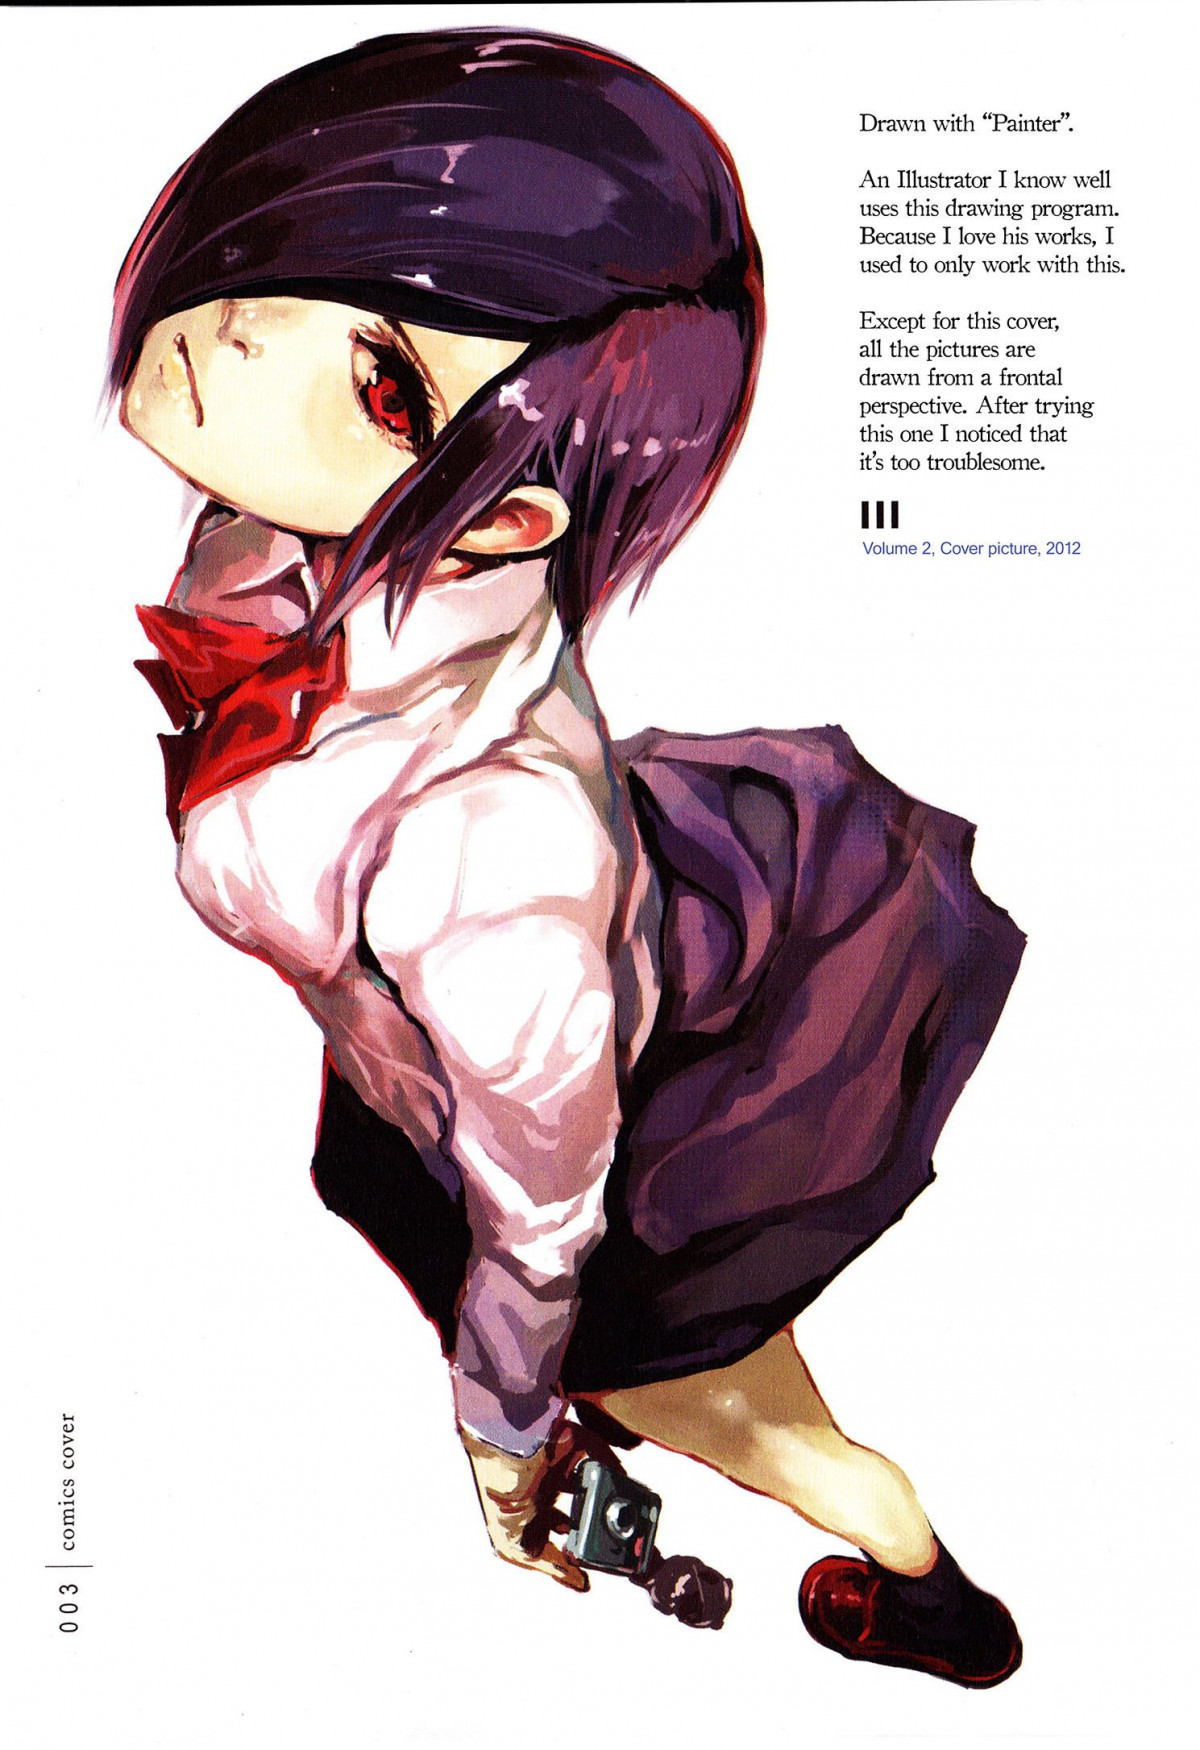 Drawn with “Painter”.
An Illustrator I know well
uses this drawing program.
Because I love his works, I
used to only work with this.
Except for this cover,
all the pictures are
drawn from a frontal
perspective. After trying
this one I noticed that
it’s too troublesome.
Volume 2, Cover picture, 2012
003 | comics cover